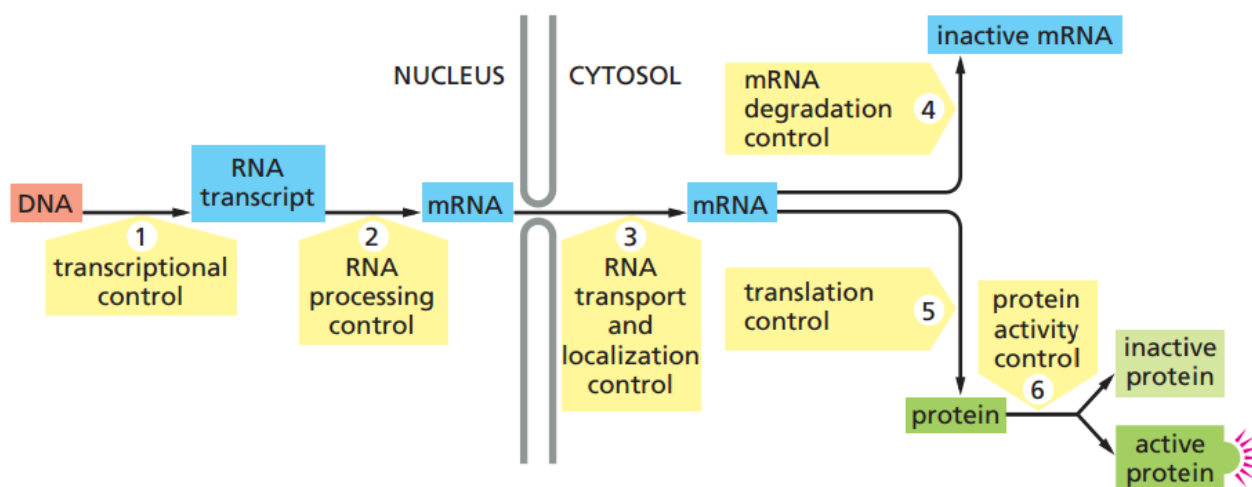 NUCLEUS
CYTOSOL
DNA
RNA
transcript
mRNA
mRNA
inactive mRNA
1
transcriptional
control
2
RNA
processing
control
3
RNA
transport
and
localization
control
mRNA
degradation
control
4
translation
control
5
protein
activity
control
6
protein
inactive
protein
active
protein